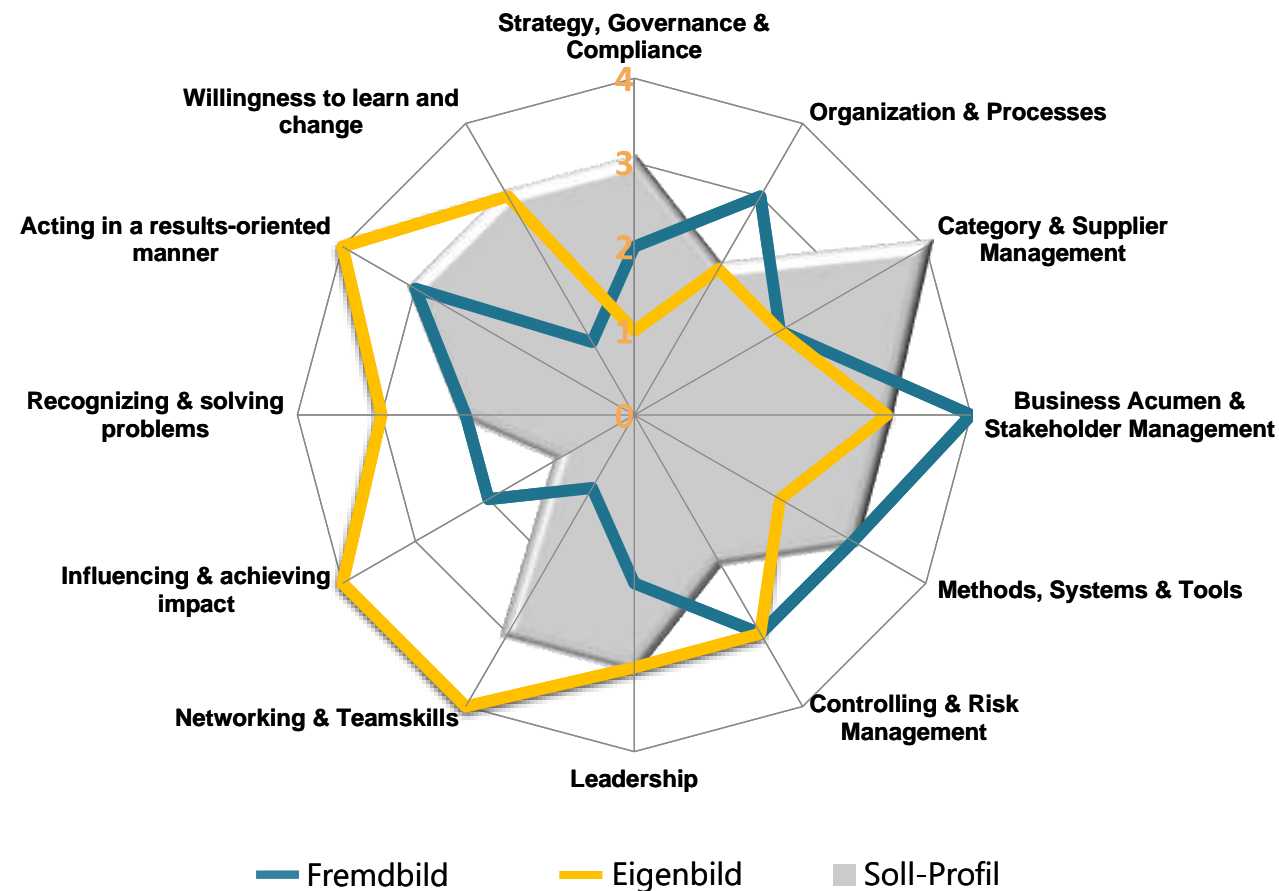 Strategy, Governance &
Compliance
Willingness to learn and
change
Organization & Processes
Acting in a results-oriented
manner
Category & Supplier
Management
Recognizing & solving
problems
Business Acumen &
Stakeholder Management
Influencing & achieving
impact
Methods, Systems & Tools
Networking & Teamskills
Controlling & Risk
Management
Leadership
4
3
2
1
0
Fremdbild
Eigenbild
Soll-Profil